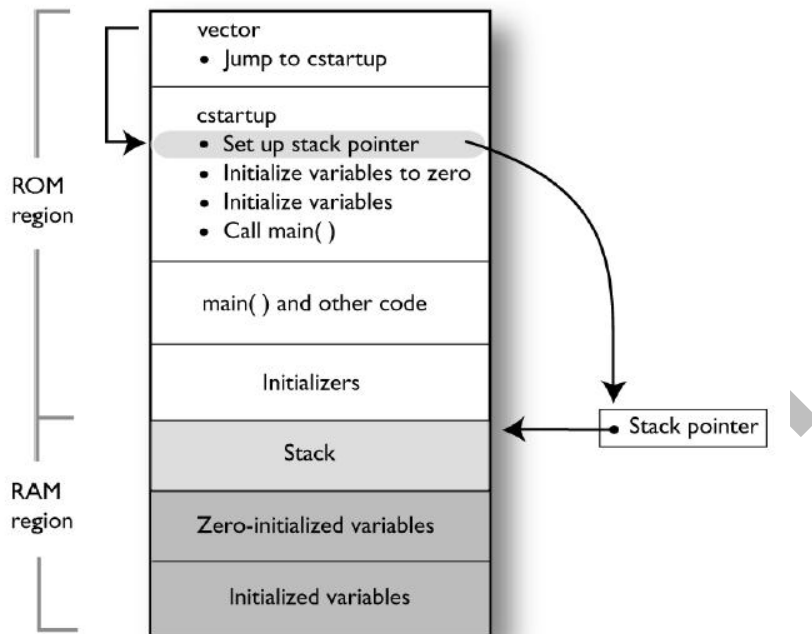 vector
• Jump to cstartup
cstartup
• Set up stack pointer
• Initialize variables to zero
• Initialize variables
• Call main( )
ROM
region
main( ) and other code
Initializers
Stack pointer
Stack
RAM
region
Zero-initialized variables
Initialized variables